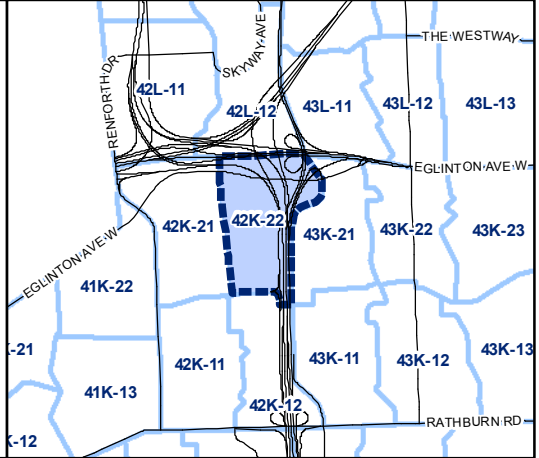 THE WESTWAY
SKYWAY AVE
RENFORTH DR
42L-11
42L-12
43L-11
43L-12
43L-13
EGLINTON AVE W
42K-21
42K-22
43K-21
43K-22
43K-23
EGLINTON AVE W
41K-22
-21
42K-11
43K-11
43K-12
43K-13
41K-13
42K-12
RATHBURN RD
K-12